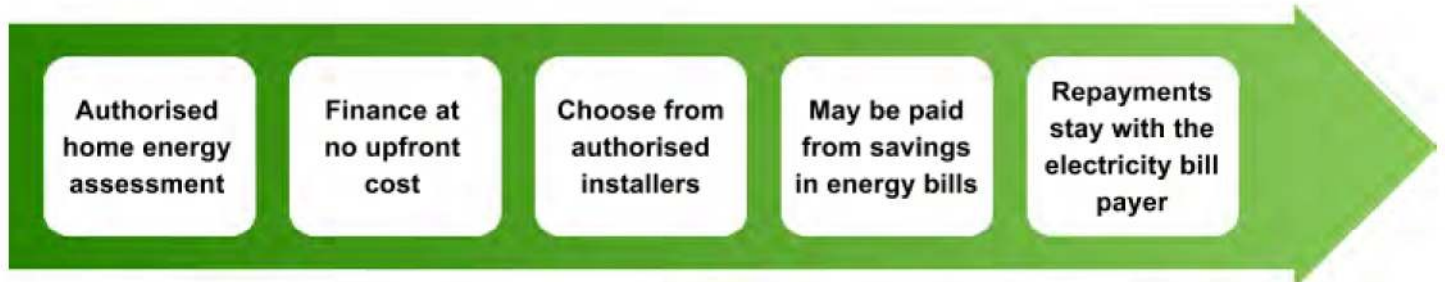 Authorised
home energy
assessment
Finance at
no upfront
cost
Choose from
authorised
installers
May be paid
from savings
in energy bills
Repayments
stay with the
electricity bill
payer